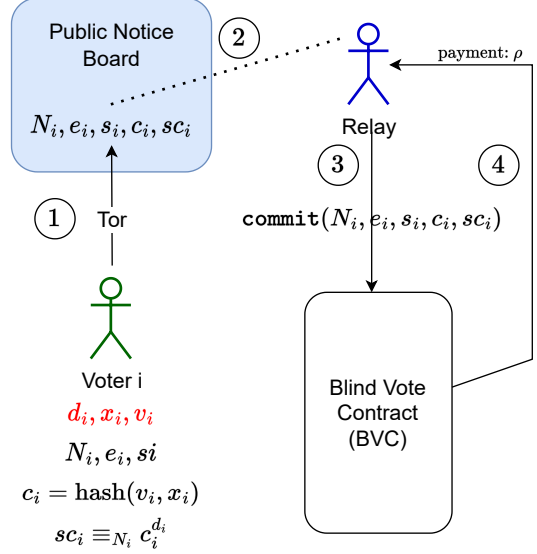 Public Notice
Board
N_i, e_i, s_i, c_i, sc_i
2
payment: ρ
Relay
3
4
commit(N_i, e_i, s_i, c_i, sc_i)
1
Tor
Voter i
d_i, x_i, v_i
N_i, e_i, si
c_i = hash(v_i, x_i)
sc_i ≡_{N_i} c_i^{d_i}
Blind Vote
Contract
(BVC)